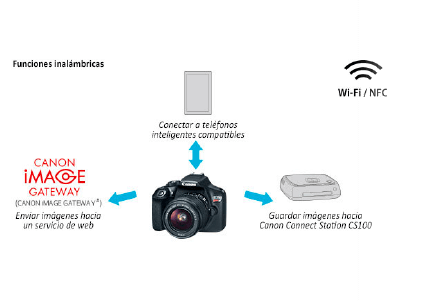 Funciones inalámbricas
Wi-Fi / NFC
Conectar a teléfonos
inteligentes compatibles
CANON
iMAGE
GATEWAY
(CANON iMAGE GATEWAY®)
Enviar imágenes hacia
un servicio de web
Canon
Guardar imágenes hacia
Canon Connect Station CS100